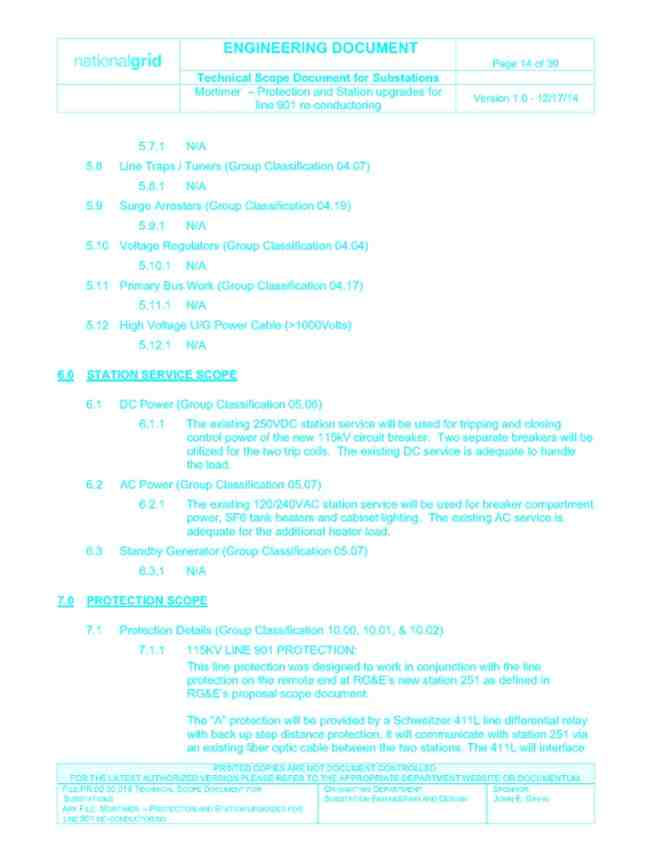 nationalgrid
ENGINEERING DOCUMENT
Page 14 of 39
Technical Scope Document for Substations
Mortimer – Protection and Station upgrades for
line 901 re-conductoring
Version 1.0 - 12/17/14
5.7.1 N/A
5.8 Line Traps / Tuners (Group Classification 04.07)
5.8.1 N/A
5.9 Surge Arresters (Group Classification 04.19)
5.9.1 N/A
5.10 Voltage Regulators (Group Classification 04.04)
5.10.1 N/A
5.11 Primary Bus Work (Group Classification 04.17)
5.11.1 N/A
5.12 High Voltage U/G Power Cable (>1000Volts)
5.12.1 N/A
6.0 STATION SERVICE SCOPE
6.1 DC Power (Group Classification 05.06)
6.1.1 The existing 250VDC station service will be used for tripping and closing
control power of the new 115kV circuit breaker. Two separate breakers will be
utilized for the two trip coils. The existing DC service is adequate to handle
the load.
6.2 AC Power (Group Classification 05.07)
6.2.1 The existing 120/240VAC station service will be used for breaker compartment
power, SF6 tank heaters and cabinet lighting. The existing AC service is
adequate for the additional heater load.
6.3 Standby Generator (Group Classification 05.07)
6.3.1 N/A
7.0 PROTECTION SCOPE
7.1 Protection Details (Group Classification 10.00, 10.01, & 10.02)
7.1.1 115KV LINE 901 PROTECTION:
This line protection was designed to work in conjunction with the line
protection on the remote end at RG&E's new station 251 as defined in
RG&E's proposal scope document.
The "A" protection will be provided by a Schweitzer 411L line differential relay
with back up step distance protection, it will communicate with station 251 via
an existing fiber optic cable between the two stations. The 411L will interface
PRINTED COPIES ARE NOT DOCUMENT CONTROLLED.
FOR THE LATEST AUTHORIZED VERSION PLEASE REFER TO THE APPROPRIATE DEPARTMENT WEBSITE OR DOCUMENTUM.
FILE: PR.06.00.018 TECHNICAL SCOPE DOCUMENT FOR
SUBSTATIONS
ARK FILE: MORTIMER – PROTECTION AND STATION UPGRADES FOR
LINE 901 RE-CONDUCTORING
ORIGINATING DEPARTMENT:
SUBSTATION ENGINEERING AND DESIGN
SPONSOR:
JOHN E.